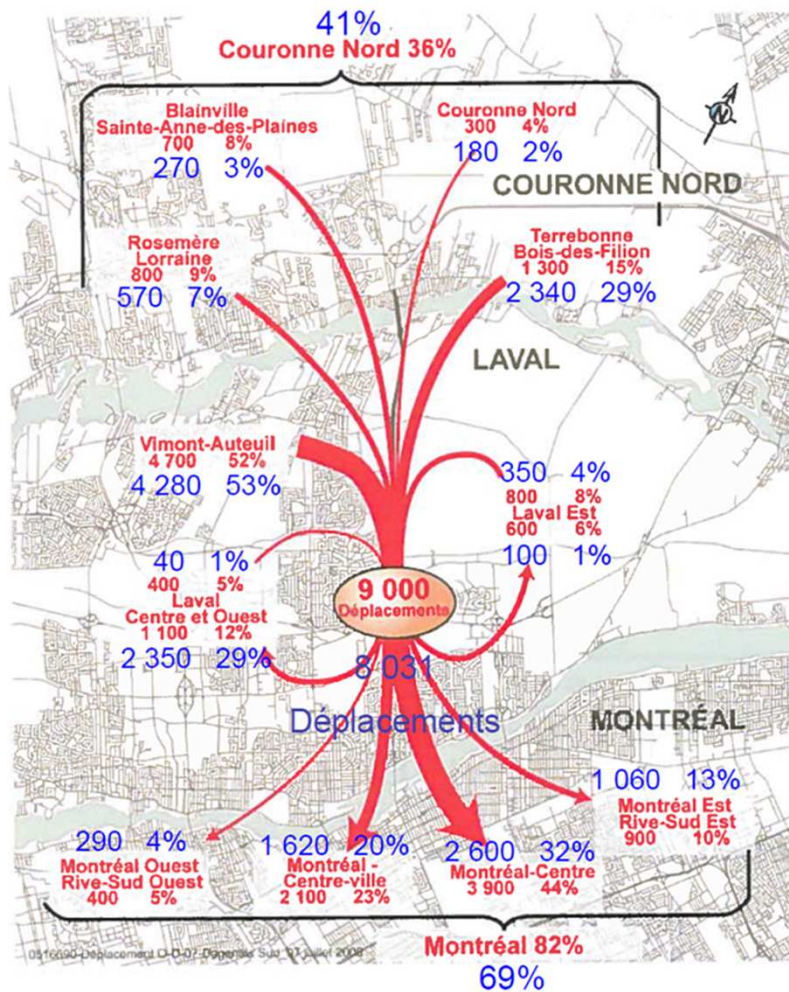 41%
Couronne Nord 36%
Blainville
Sainte-Anne-des-Plaines
700 8%
270 3%
Couronne Nord
300 4%
180 2%
N
COURONNE NORD
Rosemère
Lorraine
800 9%
570 7%
Terrebonne
Bois-des-Filion
1 300 15%
2 340 29%
LAVAL
Vimont-Auteuil
4 700 52%
4 280 53%
350 4%
800 8%
Laval Est
600 6%
100 1%
40 1%
400 5%
Laval
Centre et Ouest
1 100 12%
2 350 29%
9 000
Déplacements
8 031
Déplacements
MONTRÉAL
1 060 13%
Montréal Est
Rive-Sud Est
900 10%
290 4%
Montréal Ouest
Rive-Sud Ouest
400 5%
1 620 20%
Montréal -
Centre-ville
2 100 23%
2 600 32%
Montréal-Centre
3 900 44%
Montréal 82%
69%